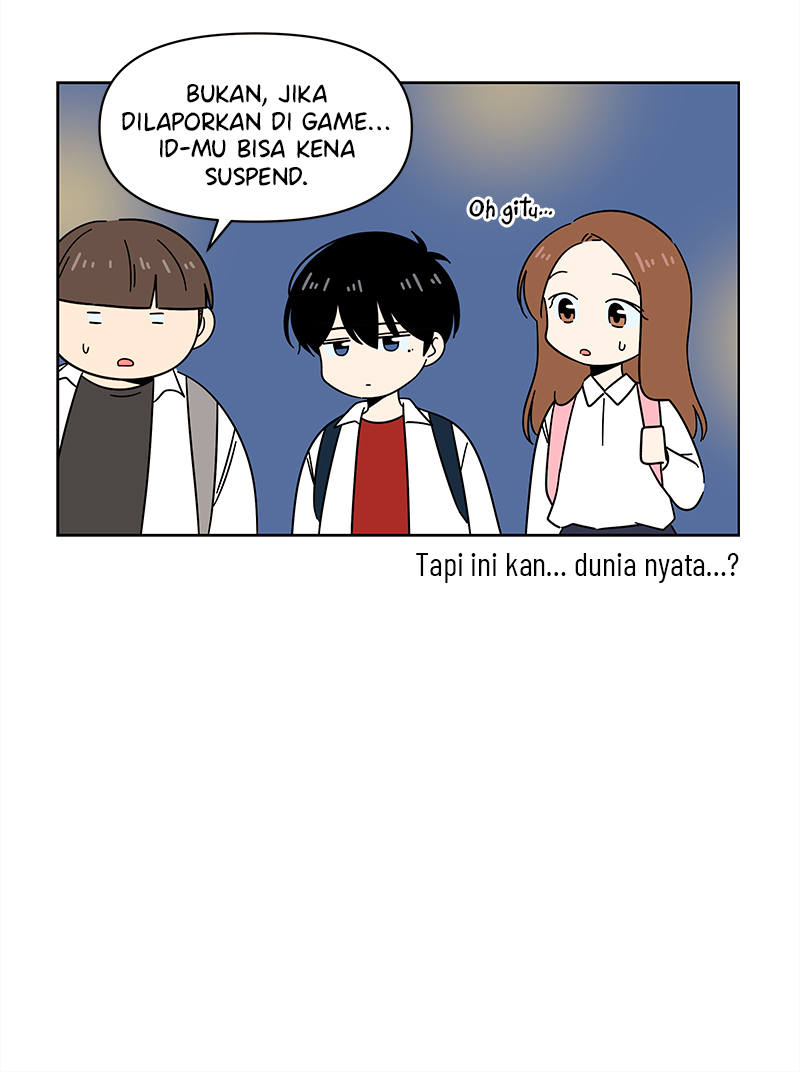 BUKAN, JIKA
DILAPORKAN DI GAME...
ID-MU BISA KENA
SUSPEND.
Oh gitu...
Tapi ini kan... dunia nyata...?